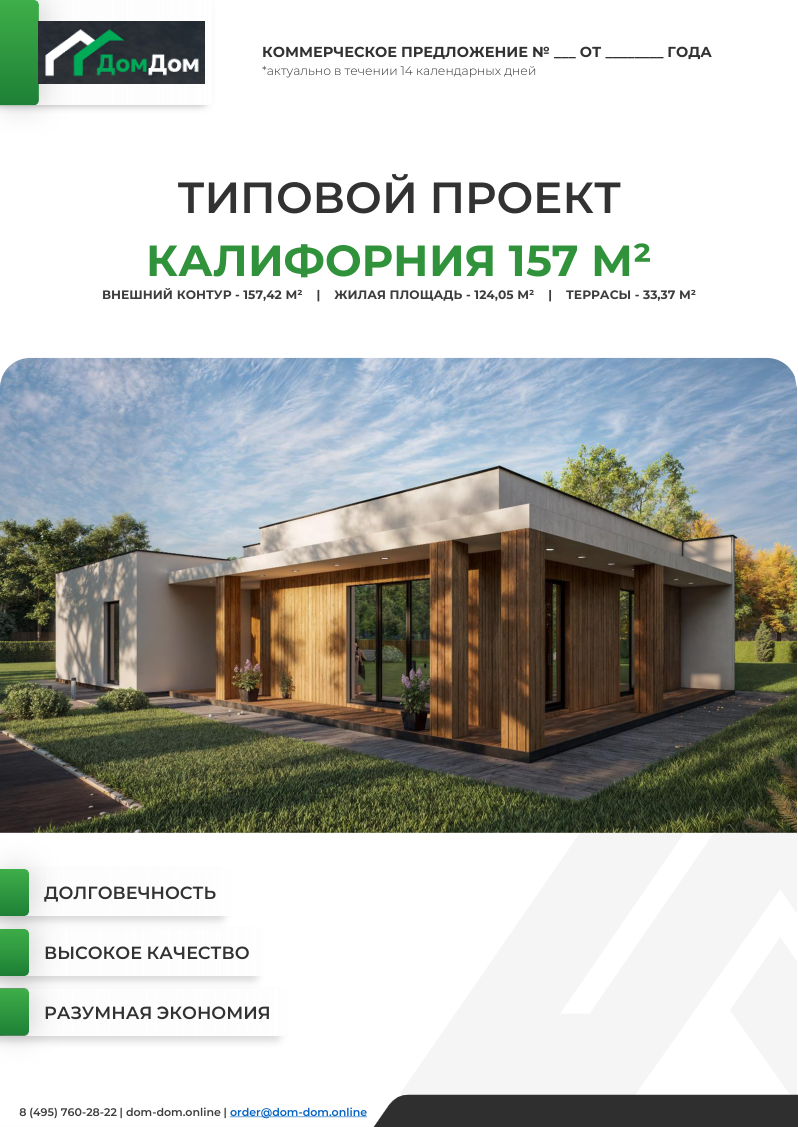 ДомДом
КОММЕРЧЕСКОЕ ПРЕДЛОЖЕНИЕ № ___ ОТ ________ ГОДА
*актуально в течении 14 календарных дней
ТИПОВОЙ ПРОЕКТ
КАЛИФОРНИЯ 157 М²
ВНЕШНИЙ КОНТУР - 157,42 М² | ЖИЛАЯ ПЛОЩАДЬ - 124,05 М² | ТЕРРАСЫ - 33,37 М²
ДОЛГОВЕЧНОСТЬ
ВЫСОКОЕ КАЧЕСТВО
РАЗУМНАЯ ЭКОНОМИЯ
8 (495) 760-28-22 | dom-dom.online | order@dom-dom.online